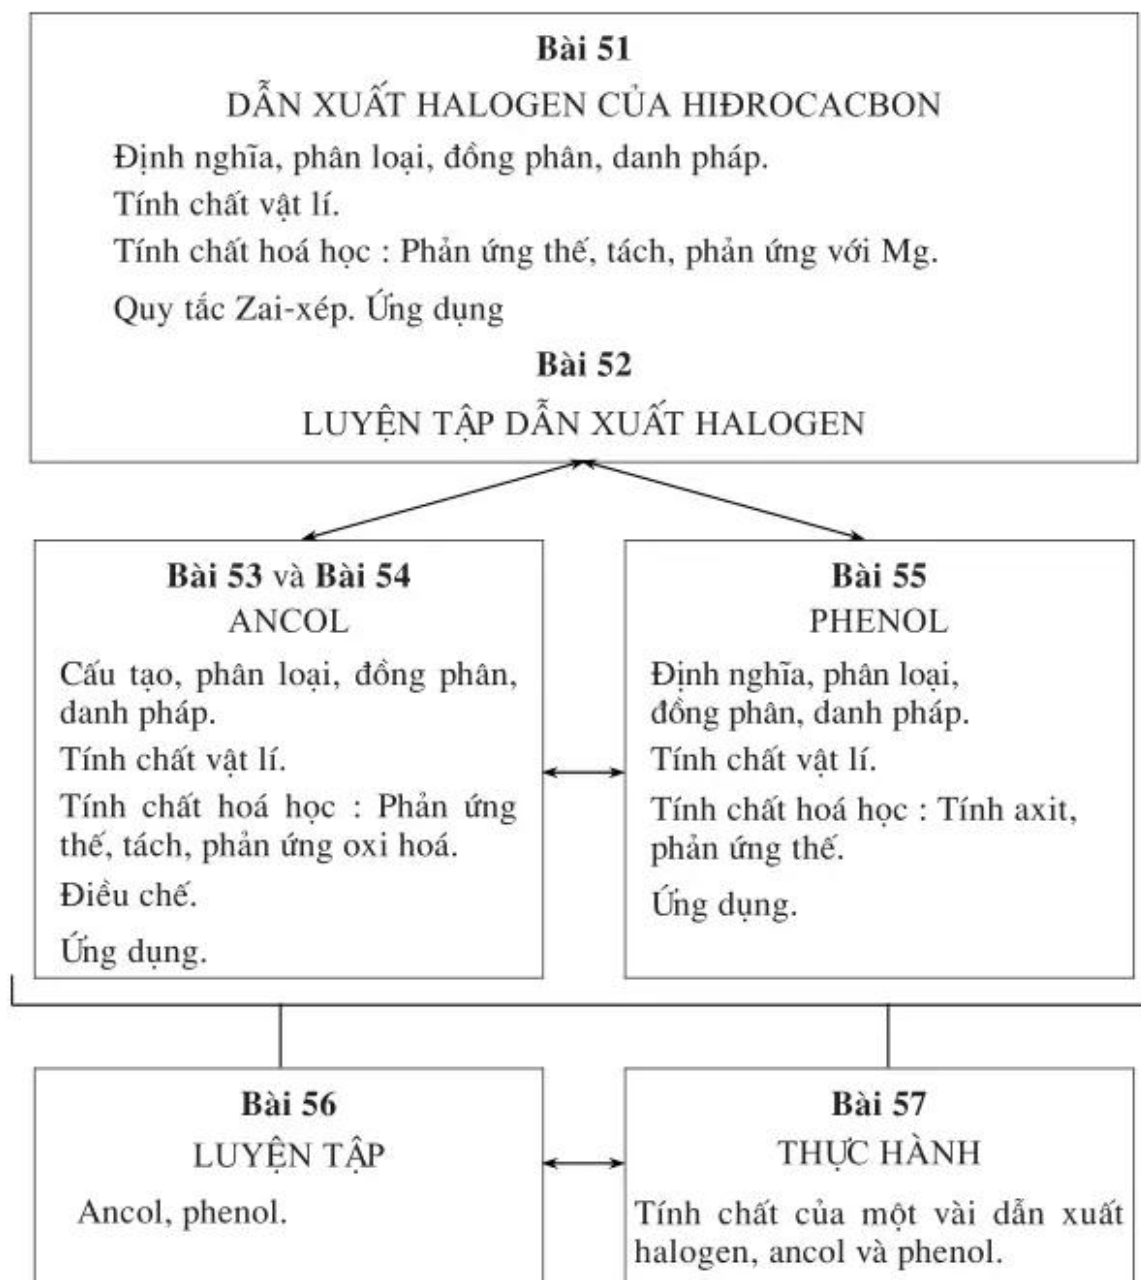 Bài 51
DẪN XUẤT HALOGEN CỦA HIĐROCACBON
Định nghĩa, phân loại, đồng phân, danh pháp.
Tính chất vật lí.
Tính chất hoá học : Phản ứng thế, tách, phản ứng với Mg.
Quy tắc Zai-xép. Ứng dụng
Bài 52
LUYỆN TẬP DẪN XUẤT HALOGEN
Bài 53 và Bài 54
ANCOL
Cấu tạo, phân loại, đồng phân,
danh pháp.
Tính chất vật lí.
Tính chất hoá học : Phản ứng
thế, tách, phản ứng oxi hoá.
Điều chế.
Ứng dụng.
Bài 55
PHENOL
Định nghĩa, phân loại,
đồng phân, danh pháp.
Tính chất vật lí.
Tính chất hoá học : Tính axit,
phản ứng thế.
Ứng dụng.
Bài 56
LUYỆN TẬP
Ancol, phenol.
Bài 57
THỰC HÀNH
Tính chất của một vài dẫn xuất
halogen, ancol và phenol.